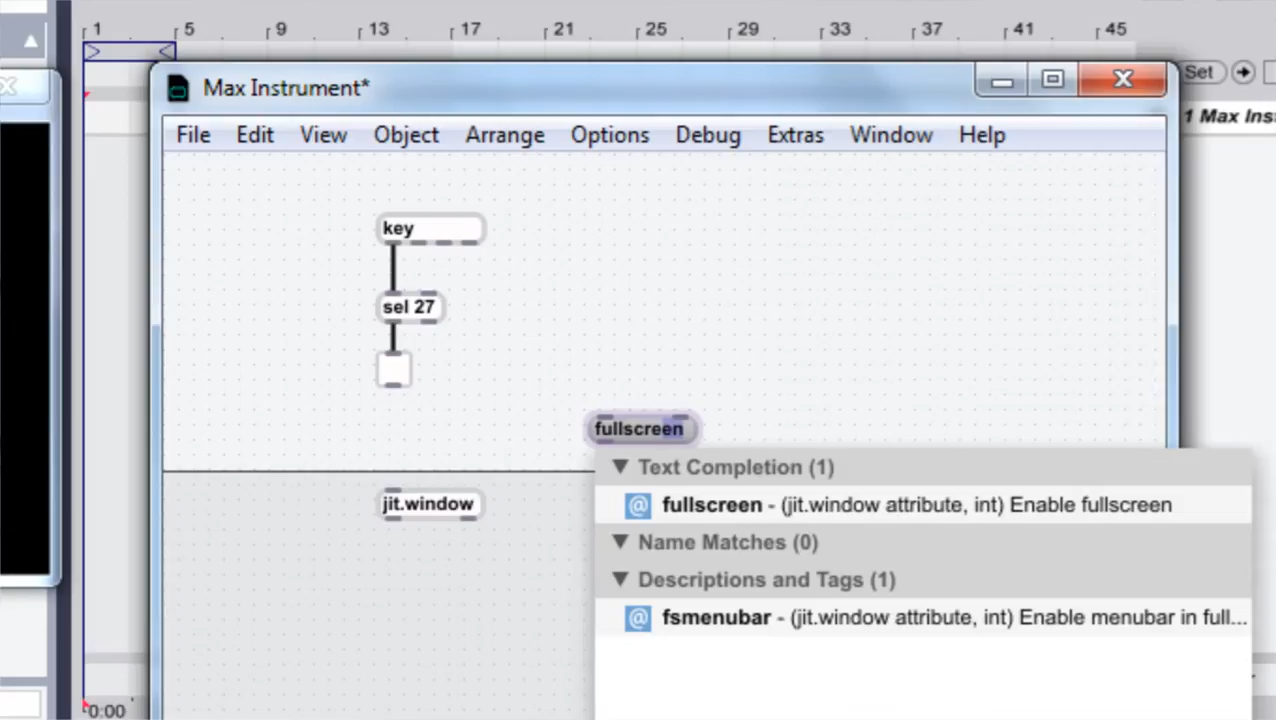 1 5 9 13 17 21 25 29 33 37 41 45
Set
Max Instrument*
1 Max Ins
File Edit View Object Arrange Options Debug Extras Window Help
key
sel 27
fullscreen
Text Completion (1)
jit.window
@ fullscreen - (jit.window attribute, int) Enable fullscreen
Name Matches (0)
Descriptions and Tags (1)
@ fsmenubar - (jit.window attribute, int) Enable menubar in full...
0:00